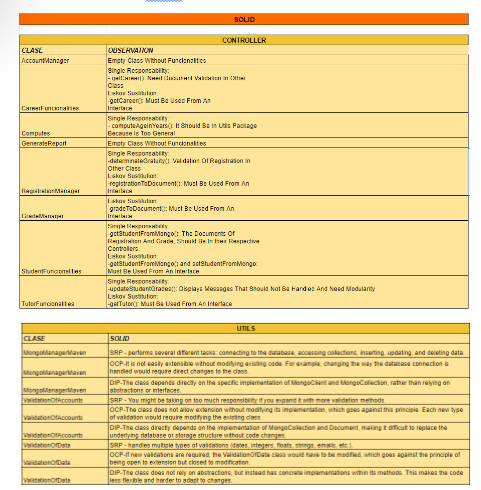 SOLID
CONTROLLER
CLASE OBSERVATION
AccountManager Empty Class Without Funcionalities
Single Responsability:
- getCareer(): Need Document Validation In Other
Class
Liskov Sustitution:
-getCareer(): Must Be Used From An
CareerFuncionalities Interface
Single Responsability:
- computeAgeInYears(): It Should Be In Utils Package
Computes Because Is Too General
GenerateReport Empty Class Without Funcionalities
Single Responsability:
-determinateGratuity(): Validation Of Registration In
Other Class
Liskov Sustitution:
-registrationToDocument(): Must Be Used From An
RegistrationManager Interface
Liskov Sustitution:
-gradeToDocument(): Must Bu Used From An
GradeManager Interface
Single Responsability:
-getStudentFromMongo(): The Documents Of
Registration And Grade, Should Be In their Respective
Controllers.
Liskov Sustitution:
-getStudentFromMongo() and setStudentFromMongo:
StudentFuncionalities Must Be Used From An Interface
Single Responsability:
-updateStudentGrades(): Displays Messages That Should Not Be Handled And Need Modularity
Liskov Sustitution:
TutorFuncionalities -getTutor(): Must Be Used From An Interface
UTILS
CLASE SOLID
MongoManagerMaven SRP - performs several different tasks: connecting to the database, accessing collections, inserting, updating, and deleting data.
OCP-It is not easily extensible without modifying existing code. For example, changing the way the database connection is
MongoManagerMaven handled would require direct changes to the class.
DIP-The class depends directly on the specific implementation of MongoClient and MongoCollection, rather than relying on
MongoManagerMaven abstractions or interfaces.
ValidationOfAccounts SRP - You might be taking on too much responsibility if you expand it with more validation methods.
OCP-The class does not allow extension without modifying its implementation, which goes against this principle. Each new type
ValidationOfAccounts of validation would require modifying the existing class.
DIP-The class directly depends on the implementation of MongoCollection and Document, making it difficult to replace the
ValidationOfAccounts underlying database or storage structure without code changes.
ValidationOfData SRP - handles multiple types of validations (dates, integers, floats, strings, emails, etc.).
OCP-If new validations are required, the ValidationOfData class would have to be modified, which goes against the principle of
ValidationOfData being open to extension but closed to modification.
DIP-The class does not rely on abstractions, but instead has concrete implementations within its methods. This makes the code
ValidationOfData less flexible and harder to adapt to changes.